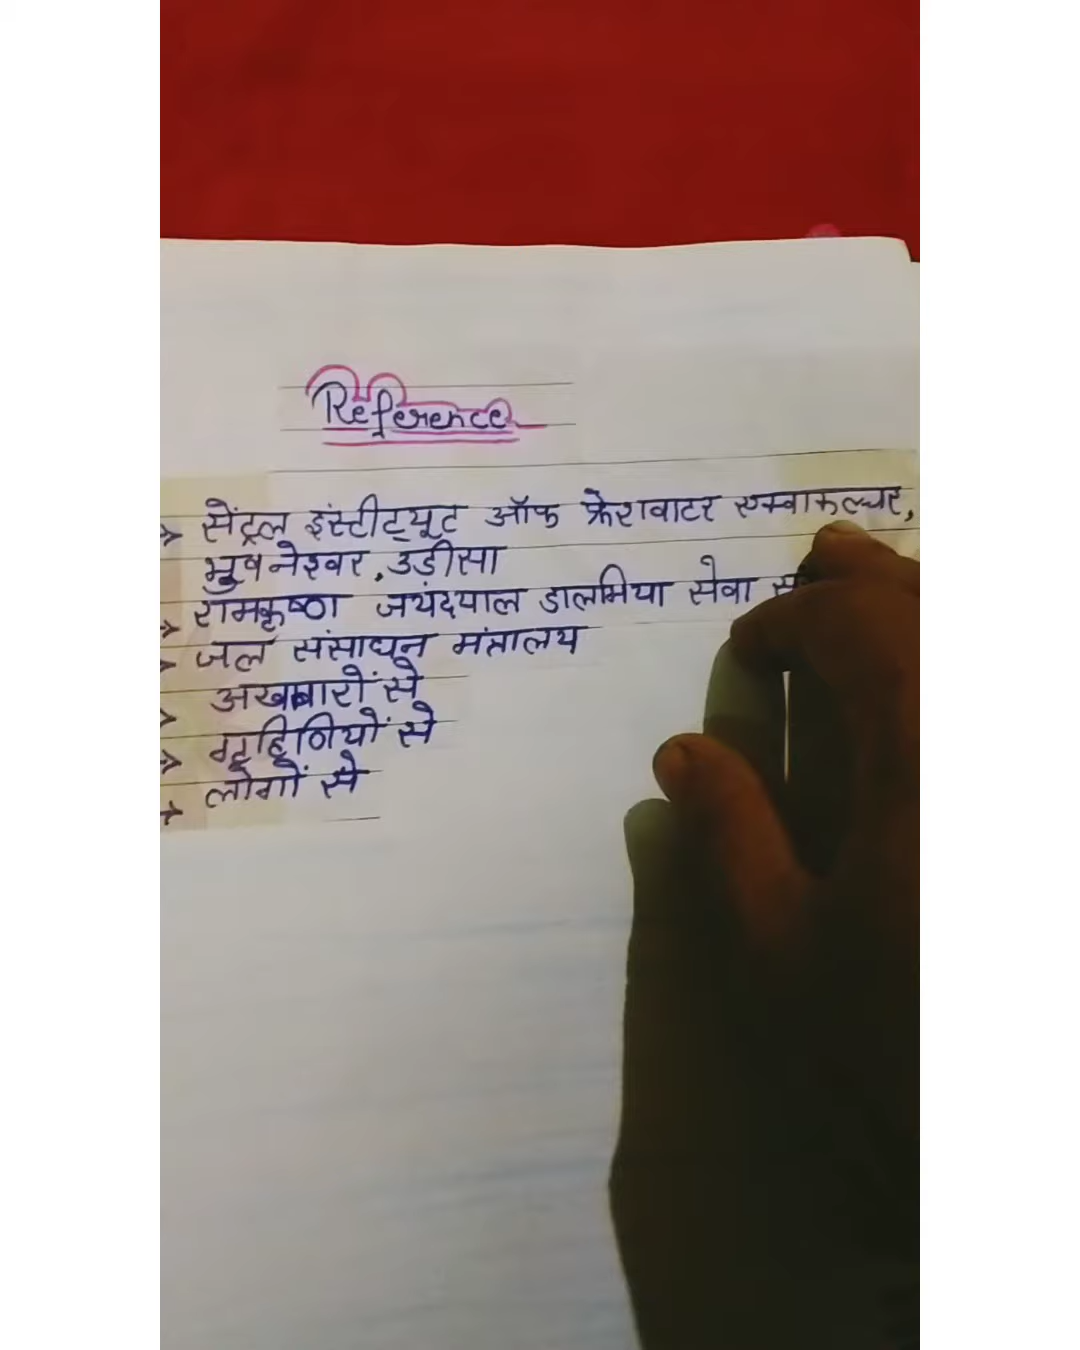 Reference
→ सेंट्रल इंस्टीट्यूट ऑफ फ्रेशवाटर एक्वाकल्चर,
भुवनेश्वर, उड़ीसा
→ रामकृष्णा जयदयाल डालमिया सेवा
→ जल संसाधन मंत्रालय
→ अखबारों से
→ गृहिणियों से
→ लोगों से